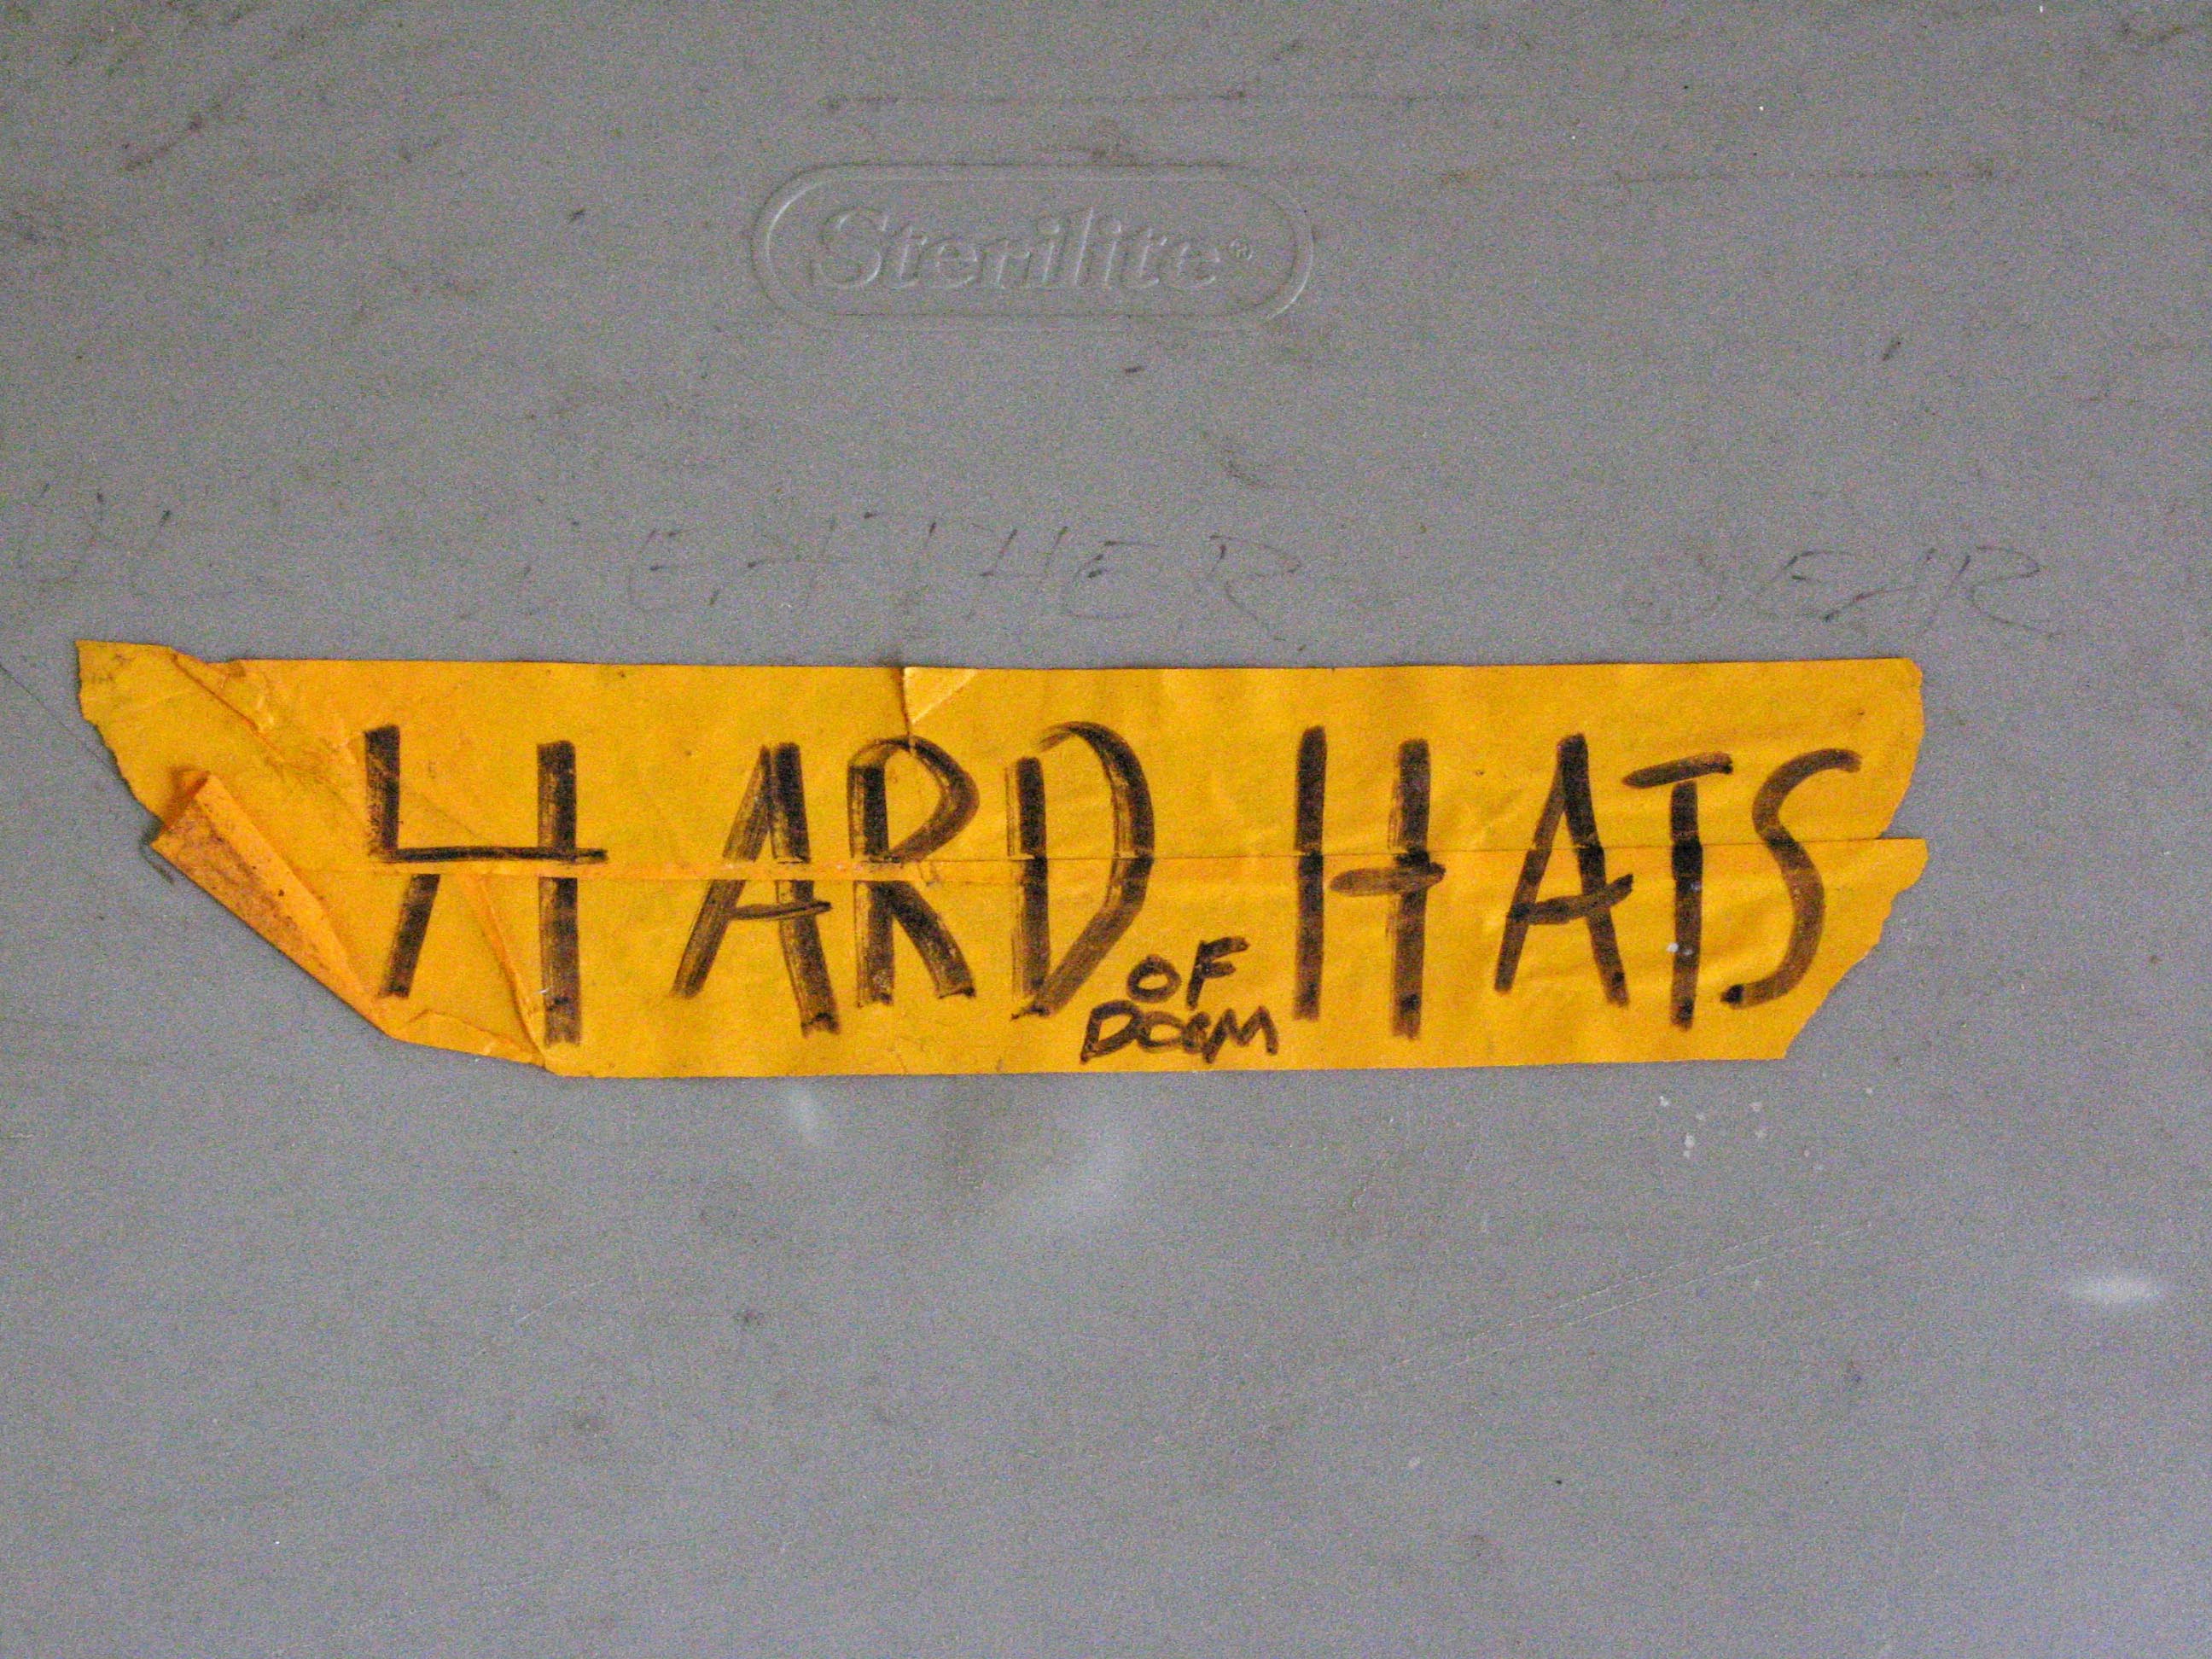 Sterilite®
HARD HATS
OF
DOOM